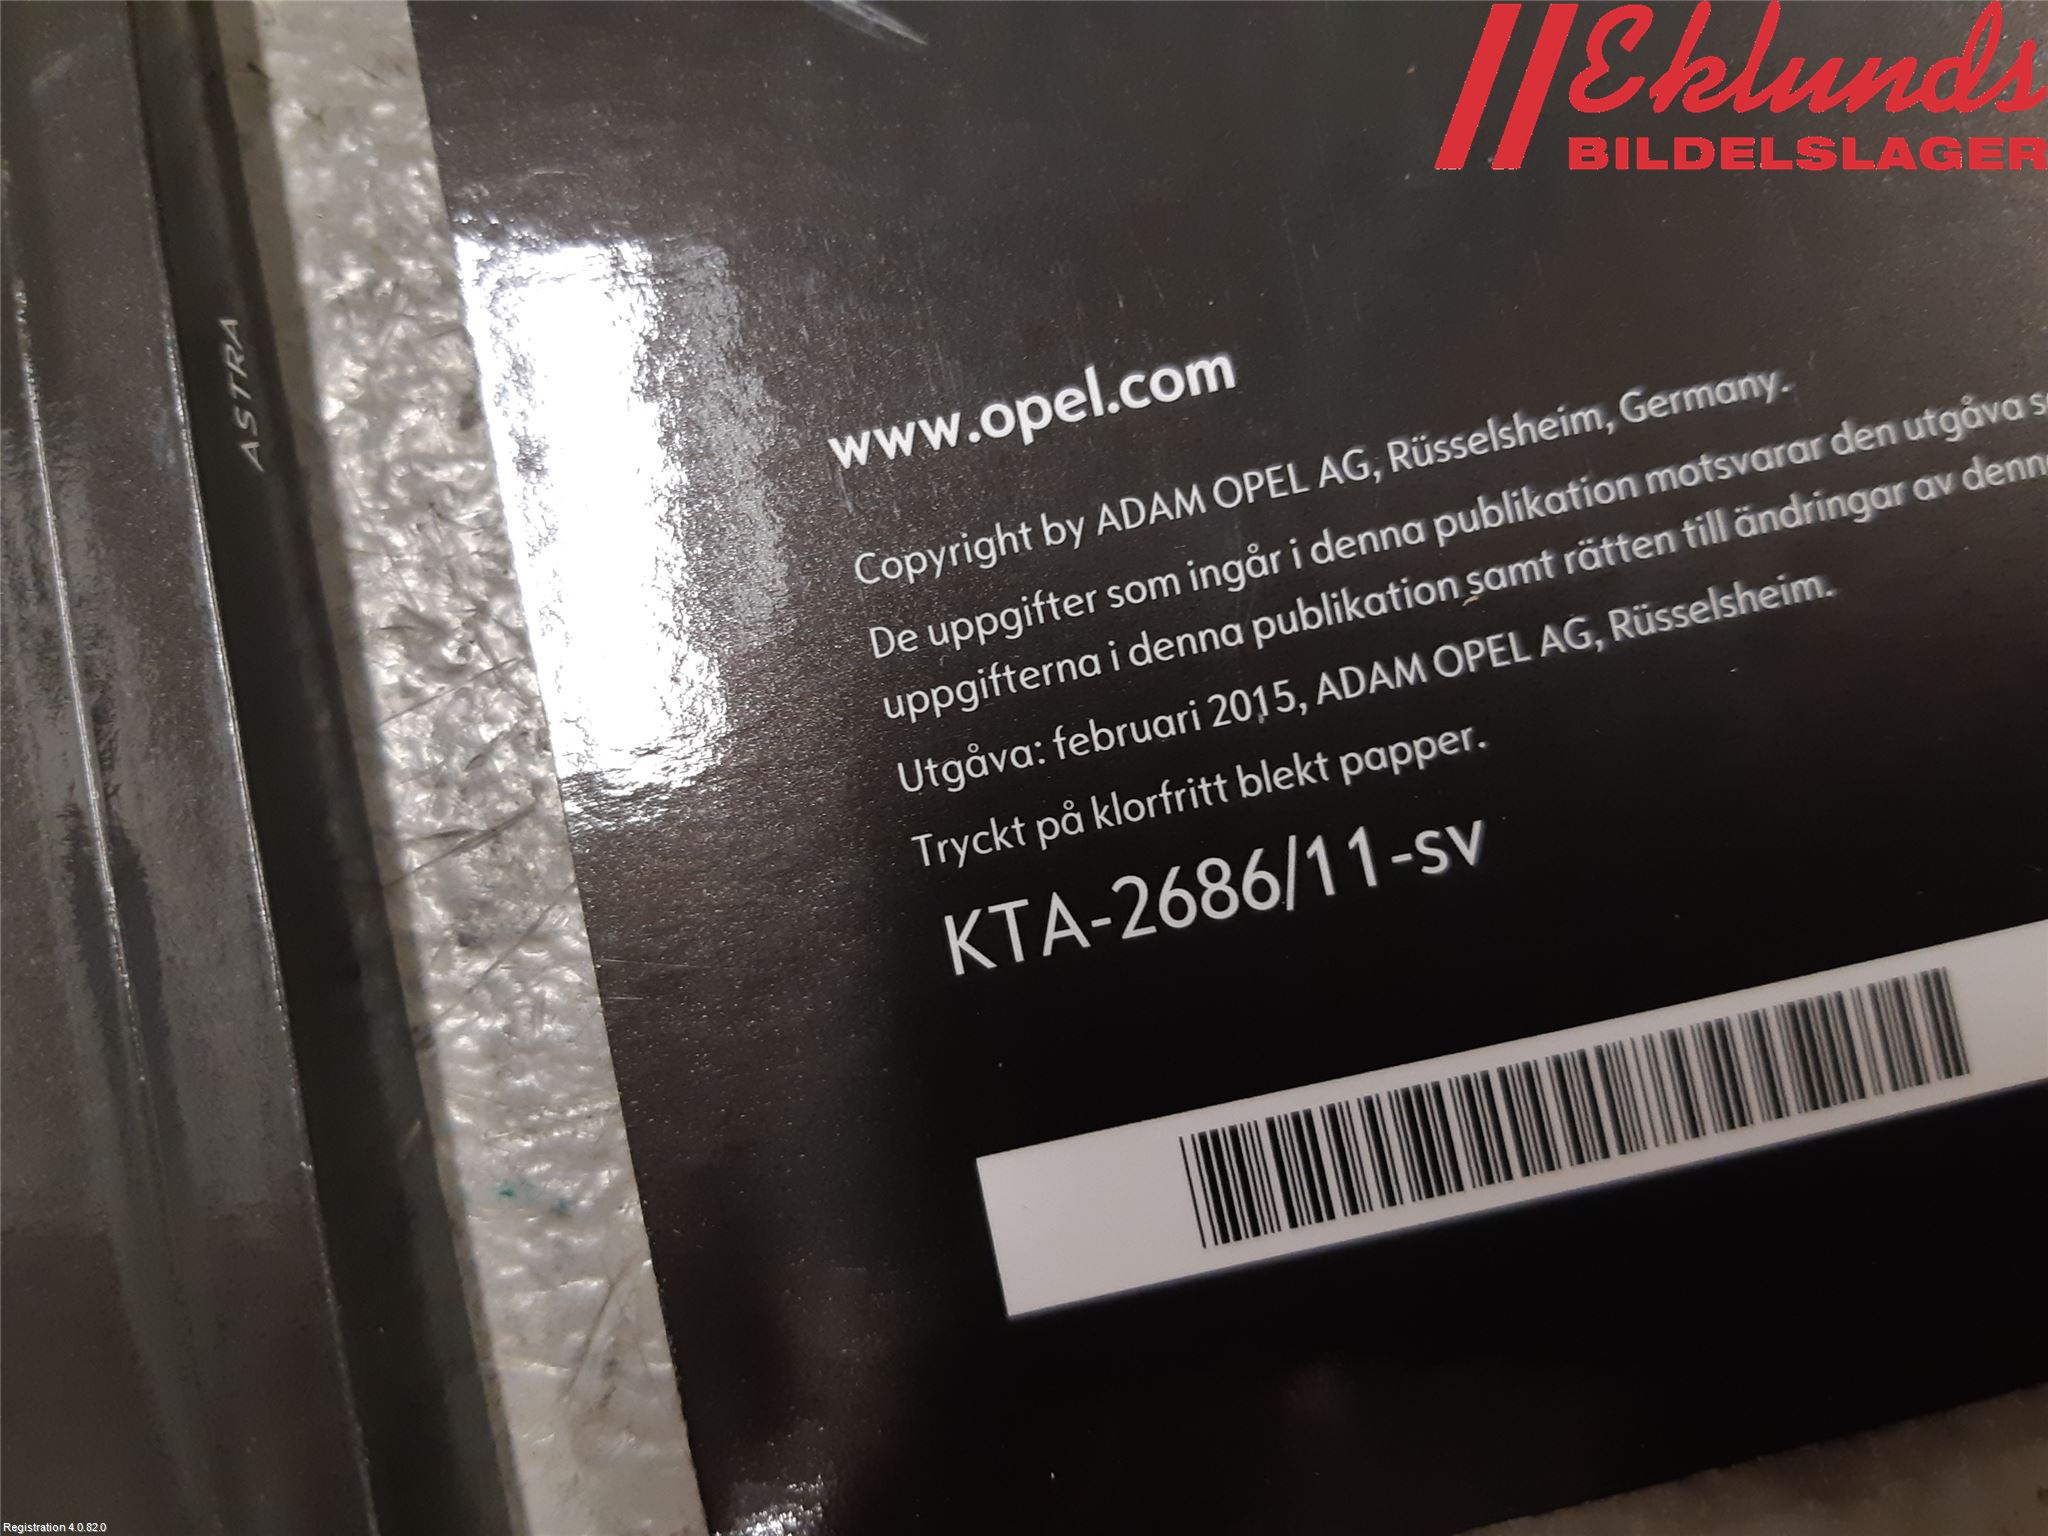 Eklunds
BILDELSLAGER
ASTRA
www.opel.com
Copyright by ADAM OPEL AG, Rüsselsheim, Germany.
De uppgifter som ingår i denna publikation motsvarar den utgåva
uppgifterna i denna publikation samt rätten till ändringar av
Utgåva: februari 2015, ADAM OPEL AG, Rüsselsheim.
Tryckt på klorfritt blekt papper.
KTA-2686/11-sv
Registration 4.0.82.0